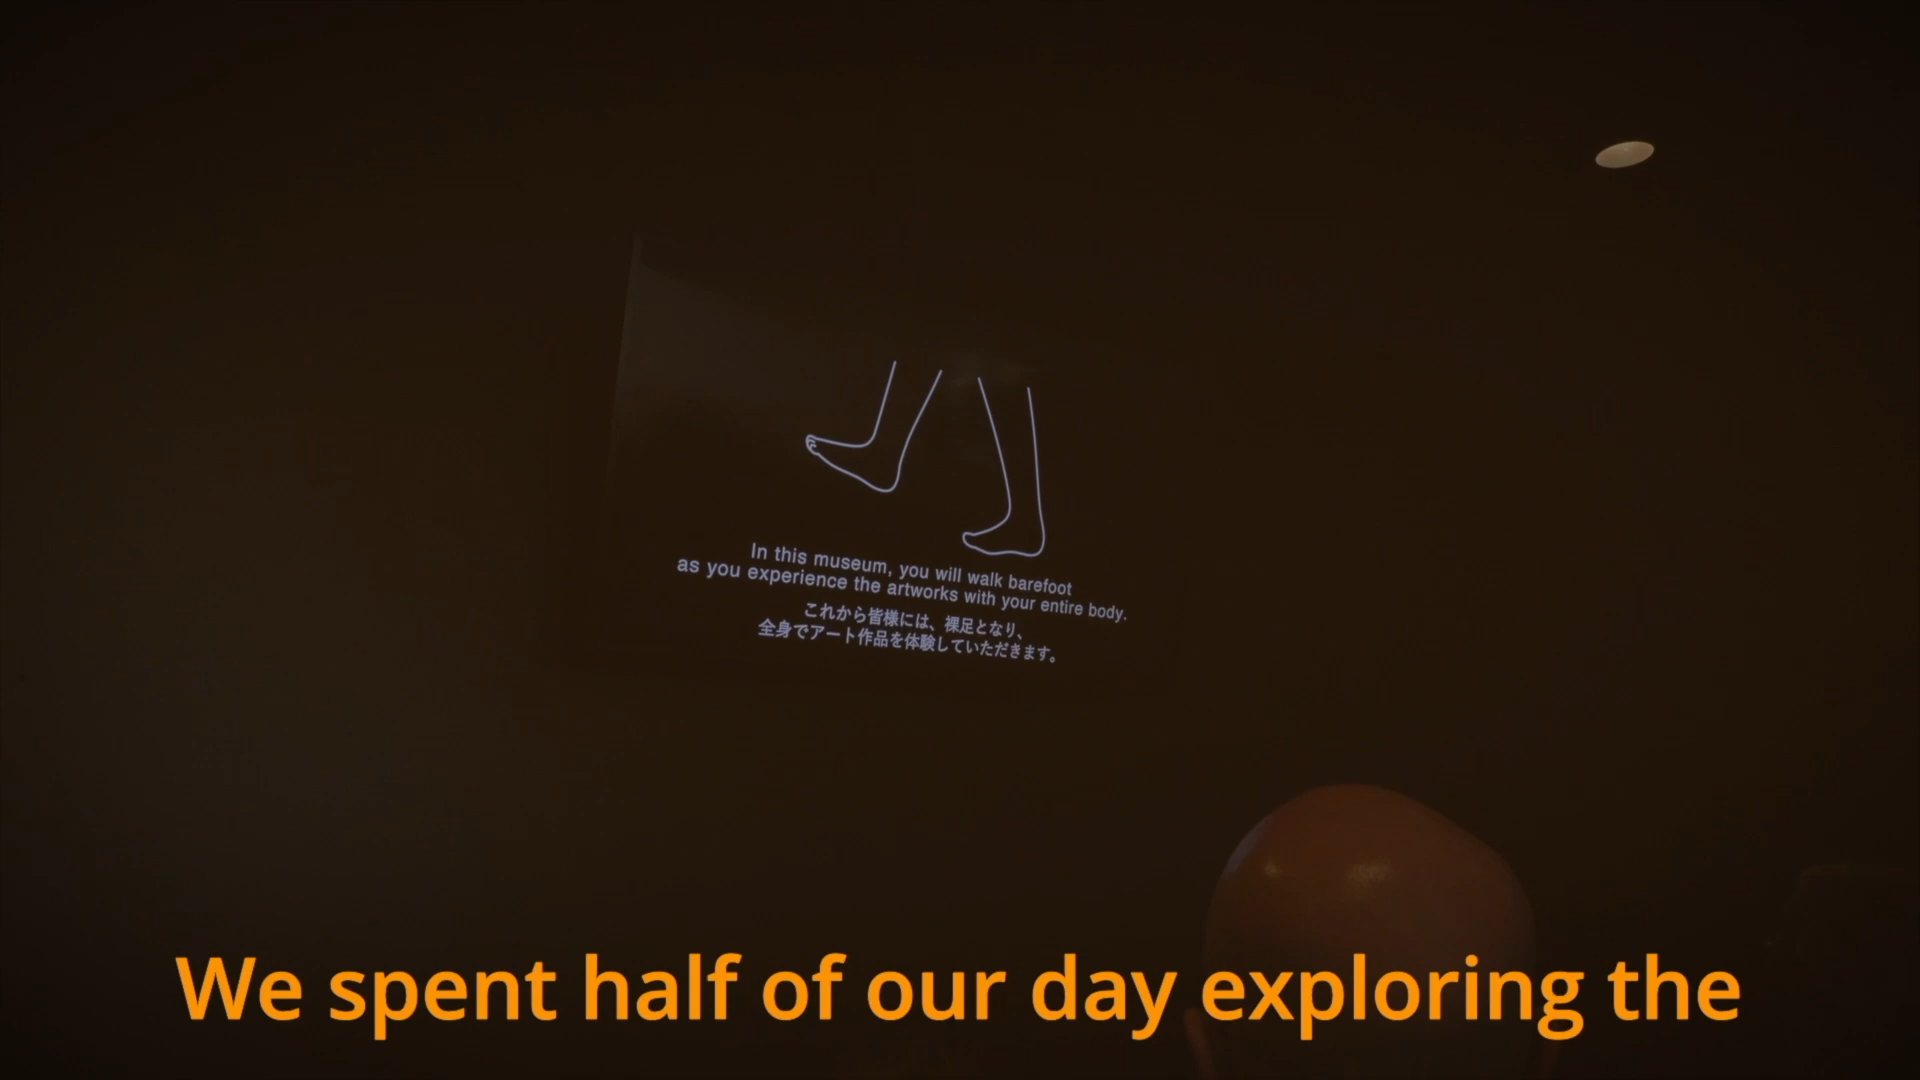 In this museum, you will walk barefoot
as you experience the artworks with your entire body.
これから皆様には、裸足となり、
全身でアート作品を体験していただきます。
We spent half of our day exploring the